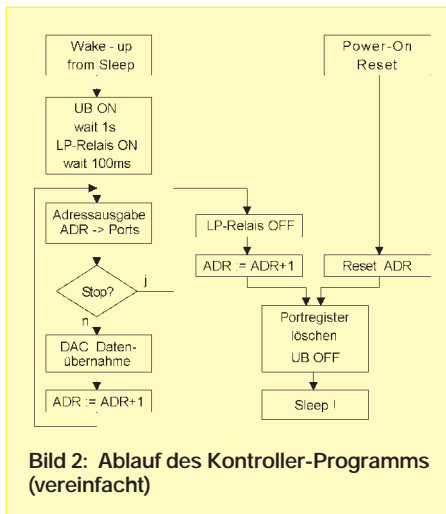 Wake - up
from Sleep
Power-On
Reset
UB ON
wait 1s
LP-Relais ON
wait 100ms
Adressausgabe
ADR -> Ports
Stop?
j
n
DAC Daten-
übernahme
ADR := ADR+1
LP-Relais OFF
ADR := ADR+1
Reset ADR
Portregister
löschen
UB OFF
Sleep !
Bild 2: Ablauf des Kontroller-Programms
(vereinfacht)